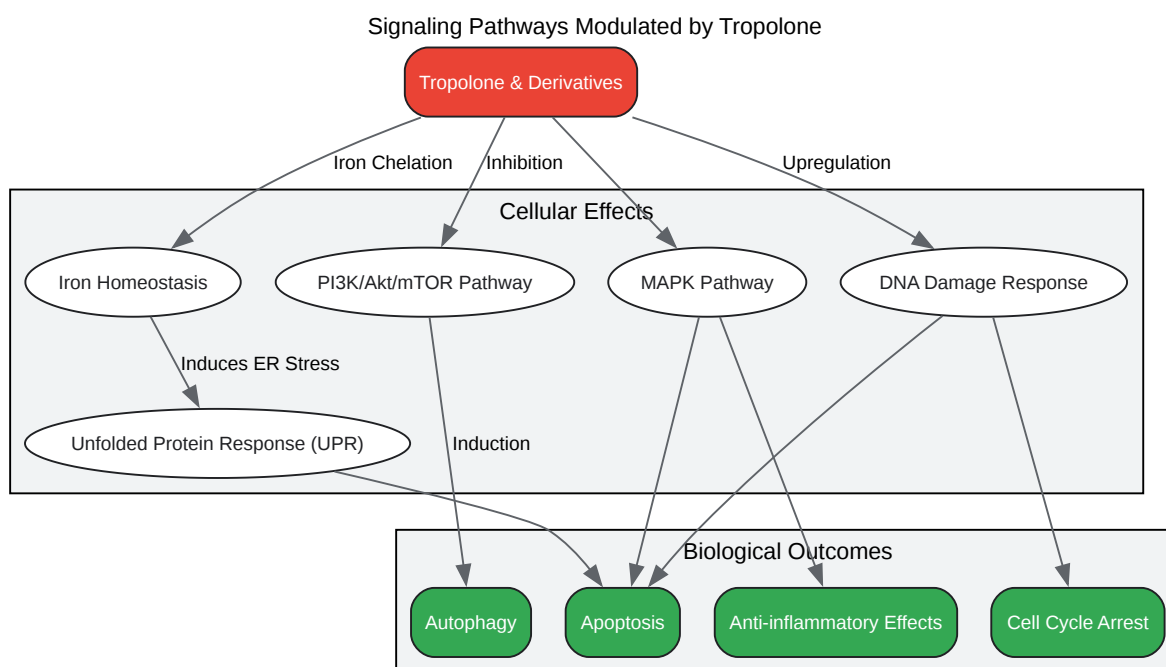 Signaling Pathways Modulated by Tropolone
Tropolone & Derivatives
Iron Chelation
Inhibition
Upregulation
Cellular Effects
Iron Homeostasis
PI3K/Akt/mTOR Pathway
MAPK Pathway
DNA Damage Response
Induces ER Stress
Unfolded Protein Response (UPR)
Induction
Biological Outcomes
Autophagy
Apoptosis
Anti-inflammatory Effects
Cell Cycle Arrest